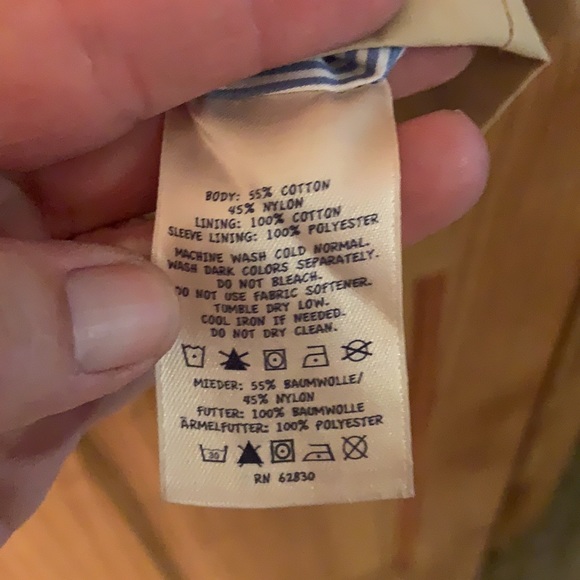 BODY: 55% COTTON
45% NYLON
LINING: 100% COTTON
SLEEVE LINING: 100% POLYESTER
MACHINE WASH COLD NORMAL.
WASH DARK COLORS SEPARATELY.
DO NOT BLEACH.
DO NOT USE FABRIC SOFTENER.
TUMBLE DRY LOW.
COOL IRON IF NEEDED.
DO NOT DRY CLEAN.
MIEDER: 55% BAUMWOLLE/
45% NYLON
FUTTER: 100% BAUMWOLLE
ÄRMELFUTTER: 100% POLYESTER
30
RN 62830